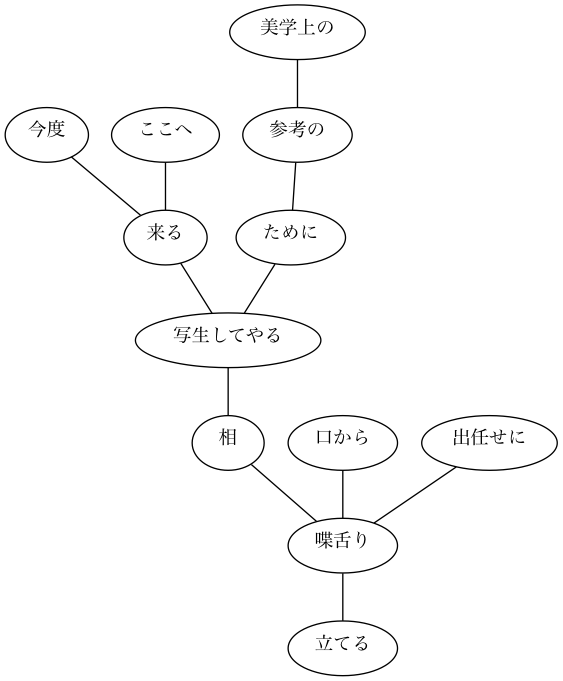 美学上の
今度
ここへ
参考の
来る
ために
写生してやる
相
口から
出任せに
喋舌り
立てる